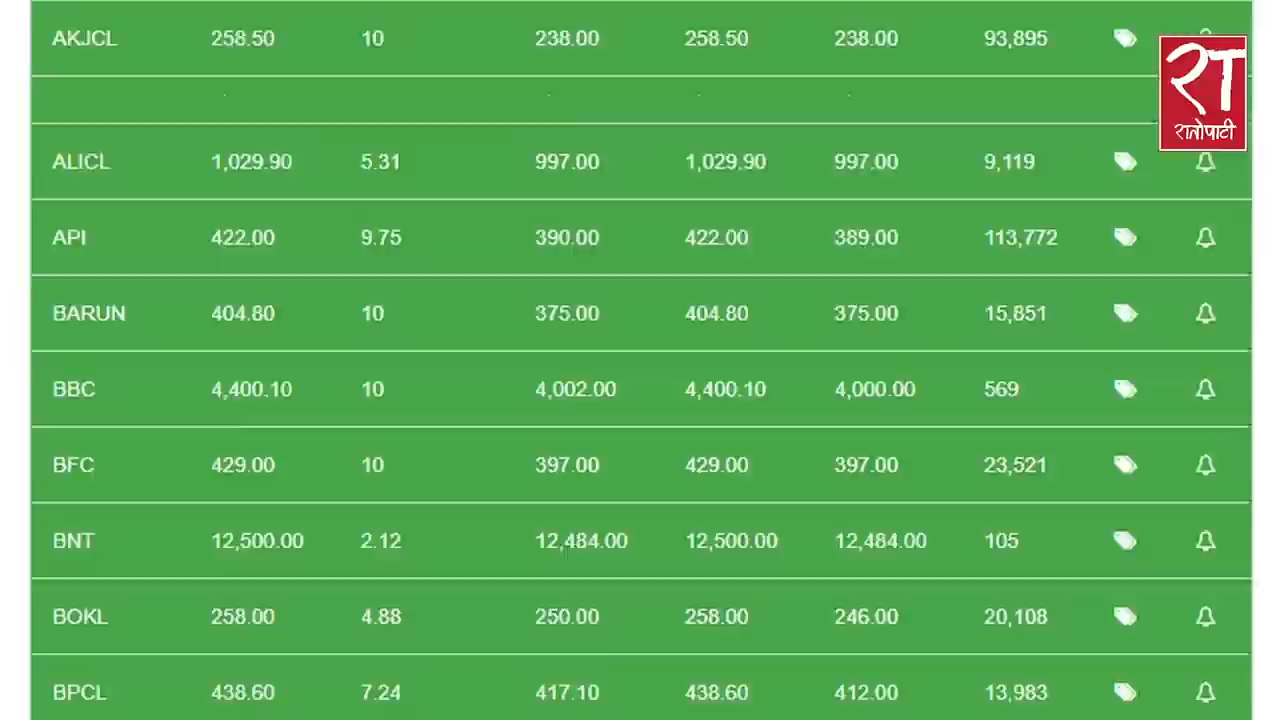 AKJCL 258.50 10 238.00 258.50 238.00 93,895
रा
रातोपाटी
ALICL 1,029.90 5.31 997.00 1,029.90 997.00 9,119
API 422.00 9.75 390.00 422.00 389.00 113,772
BARUN 404.80 10 375.00 404.80 375.00 15,851
BBC 4,400.10 10 4,002.00 4,400.10 4,000.00 569
BFC 429.00 10 397.00 429.00 397.00 23,521
BNT 12,500.00 2.12 12,484.00 12,500.00 12,484.00 105
BOKL 258.00 4.88 250.00 258.00 246.00 20,108
BPCL 438.60 7.24 417.10 438.60 412.00 13,983